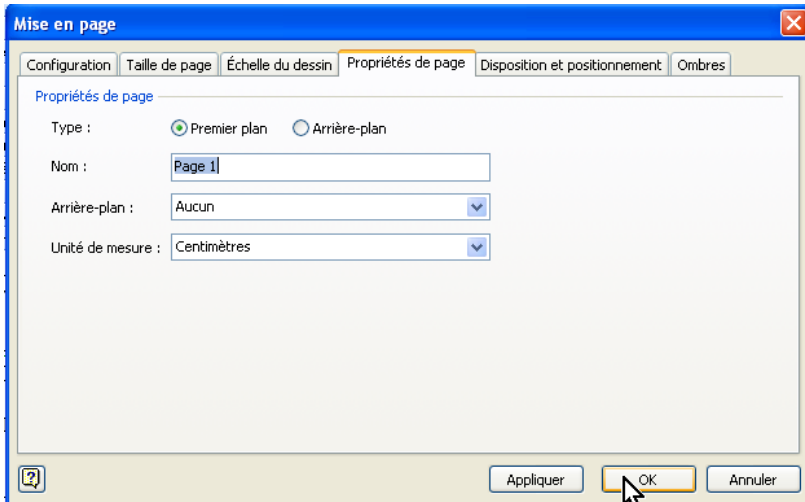 Mise en page
Configuration Taille de page Échelle du dessin Propriétés de page Disposition et positionnement Ombres
Propriétés de page
Type : Premier plan Arrière-plan
Nom : Page 1
Arrière-plan : Aucun
Unité de mesure : Centimètres
? Appliquer OK Annuler